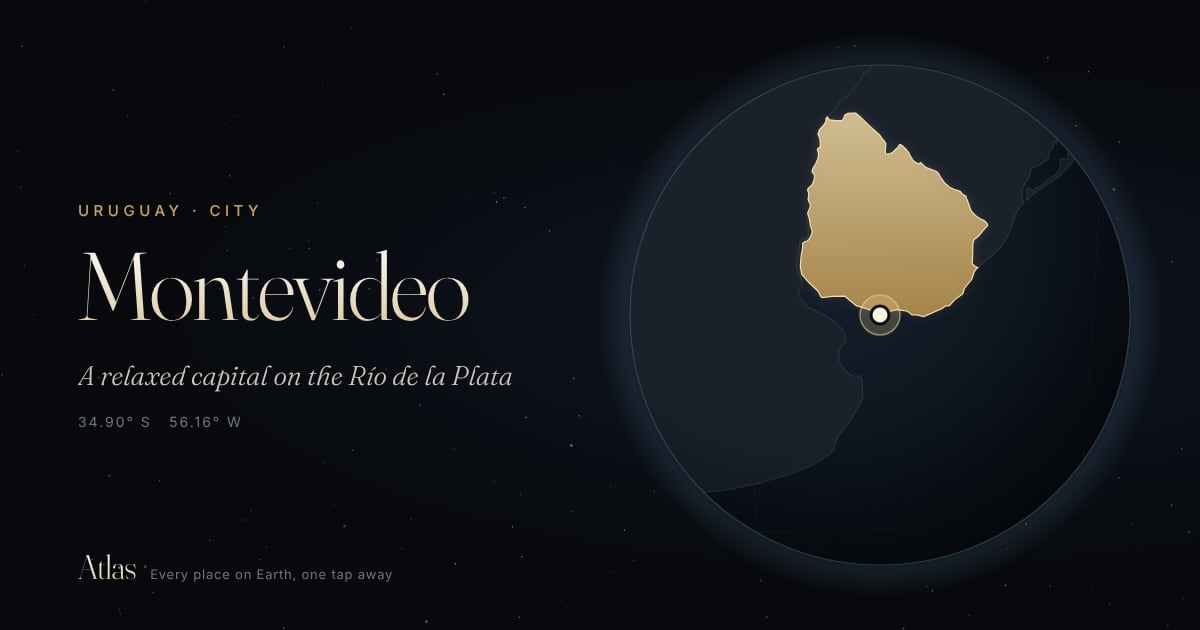 URUGUAY · CITY
Montevideo
A relaxed capital on the Río de la Plata
34.90° S 56.16° W
Atlas Every place on Earth, one tap away